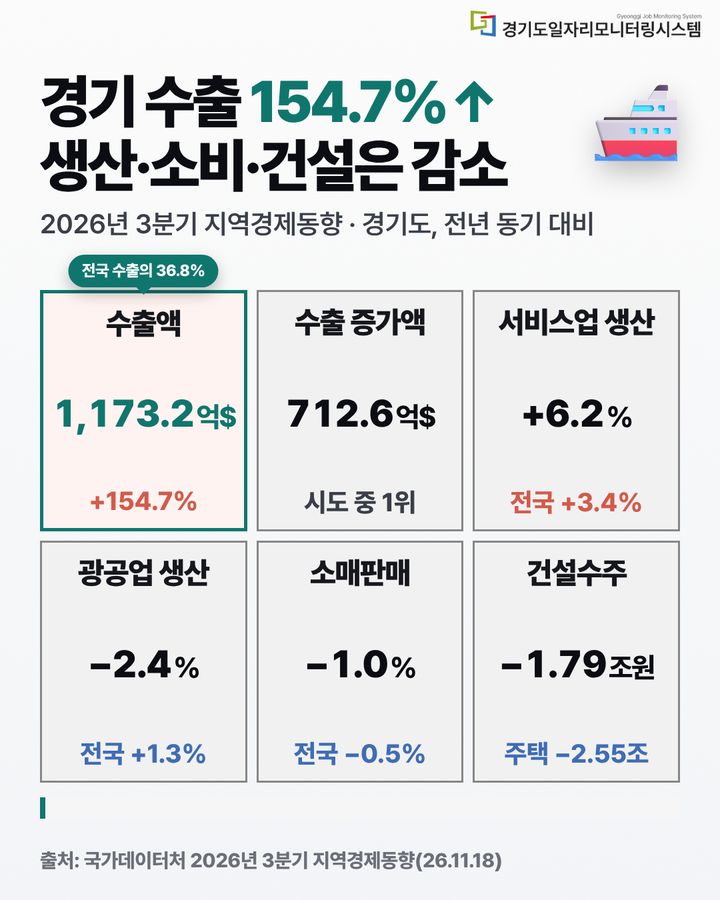 Gyeonggi Job Monitoring System
경기도일자리모니터링시스템
경기 수출 154.7%↑
생산·소비·건설은 감소
2026년 3분기 지역경제동향 · 경기도, 전년 동기 대비
전국 수출의 36.8%
수출액
1,173.2억$
+154.7%
수출 증가액
712.6억$
시도 중 1위
서비스업 생산
+6.2%
전국 +3.4%
광공업 생산
−2.4%
전국 +1.3%
소매판매
−1.0%
전국 −0.5%
건설수주
−1.79조원
주택 −2.55조
출처: 국가데이터처 2026년 3분기 지역경제동향(26.11.18)